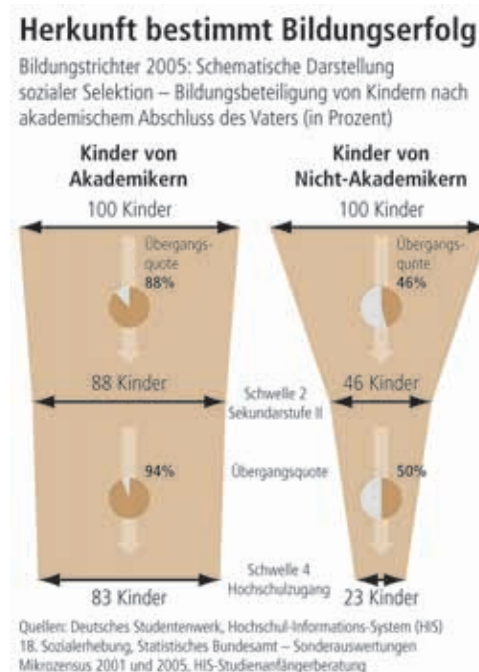 Herkunft bestimmt Bildungserfolg
Bildungstrichter 2005: Schematische Darstellung
sozialer Selektion – Bildungsbeteiligung von Kindern nach
akademischem Abschluss des Vaters (in Prozent)
Kinder von
Akademikern
100 Kinder
Übergangs-
quote
88%
88 Kinder
94%
83 Kinder
Kinder von
Nicht-Akademikern
100 Kinder
Übergangs-
quote
46%
46 Kinder
50%
23 Kinder
Schwelle 2
Sekundarstufe II
Übergangsquote
Schwelle 4
Hochschulzugang
Quellen: Deutsches Studentenwerk, Hochschul-Informations-System (HIS)
18. Sozialerhebung, Statistisches Bundesamt – Sonderauswertungen
Mikrozensus 2001 und 2005, HIS-Studienanfängerberatung